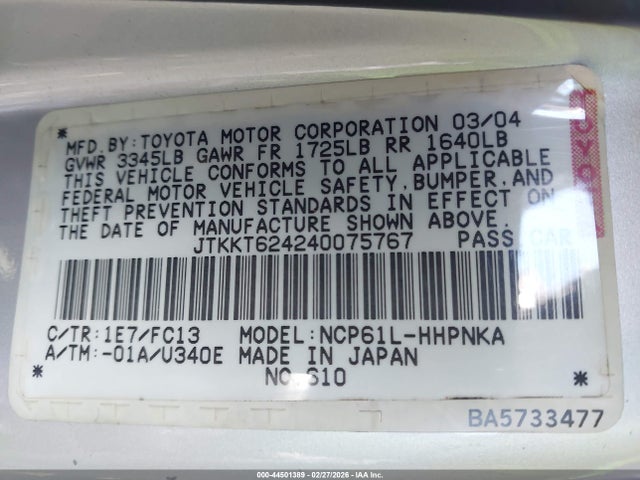 * MFD.BY:TOYOTA MOTOR CORPORATION 03/04
GVWR 3345LB GAWR FR 1725LB RR 1640LB
THIS VEHICLE CONFORMS TO ALL APPLICABLE
FEDERAL MOTOR VEHICLE SAFETY,BUMPER,AND
THEFT PREVENTION STANDARDS IN EFFECT ON
THE DATE OF MANUFACTURE SHOWN ABOVE.
JTKKT624240075767 PASS.CAR
C/TR:1E7/FC13 MODEL:NCP61L-HHPNKA
A/TM:-01A/U340E MADE IN JAPAN
* NO.S10 *
BA5733477
000-44501389 - 02/27/2026 - IAA Inc.